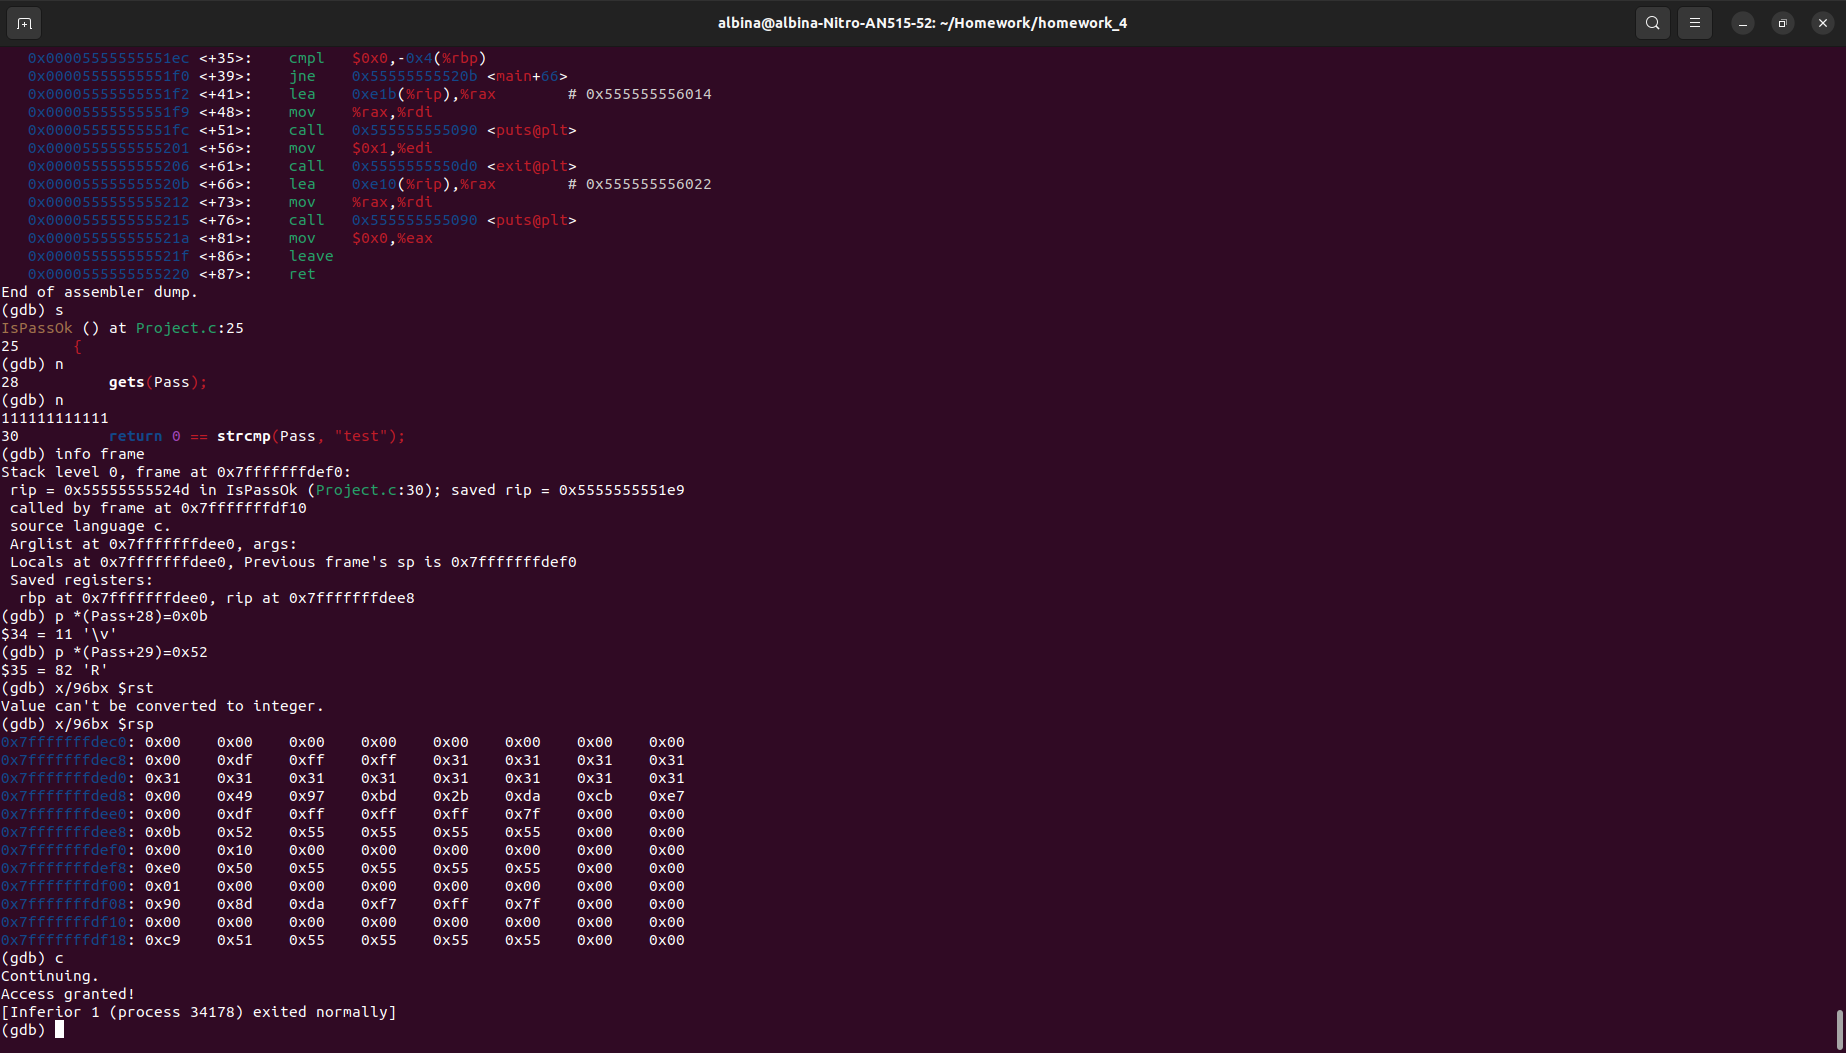 albina@albina-Nitro-AN515-52: ~/Homework/homework_4
0x00005555555551ec <+35>: cmpl $0x0,-0x4(%rbp)
0x00005555555551f0 <+39>: jne 0x55555555520b <main+66>
0x00005555555551f2 <+41>: lea 0xe1b(%rip),%rax # 0x555555556014
0x00005555555551f9 <+48>: mov %rax,%rdi
0x00005555555551fc <+51>: call 0x555555555090 <puts@plt>
0x0000555555555201 <+56>: mov $0x1,%edi
0x0000555555555206 <+61>: call 0x5555555550d0 <exit@plt>
0x000055555555520b <+66>: lea 0xe10(%rip),%rax # 0x555555556022
0x0000555555555212 <+73>: mov %rax,%rdi
0x0000555555555215 <+76>: call 0x555555555090 <puts@plt>
0x000055555555521a <+81>: mov $0x0,%eax
0x000055555555521f <+86>: leave
0x0000555555555220 <+87>: ret
End of assembler dump.
(gdb) s
IsPassOk () at Project.c:25
25 {
(gdb) n
28 gets(Pass);
(gdb) n
111111111111
30 return 0 == strcmp(Pass, "test");
(gdb) info frame
Stack level 0, frame at 0x7fffffffdef0:
rip = 0x55555555524d in IsPassOk (Project.c:30); saved rip = 0x5555555551e9
called by frame at 0x7fffffffdf10
source language c.
Arglist at 0x7fffffffdee0, args:
Locals at 0x7fffffffdee0, Previous frame's sp is 0x7fffffffdef0
Saved registers:
rbp at 0x7fffffffdee0, rip at 0x7fffffffdee8
(gdb) p *(Pass+28)=0x0b
$34 = 11 '\v'
(gdb) p *(Pass+29)=0x52
$35 = 82 'R'
(gdb) x/96bx $rst
Value can't be converted to integer.
(gdb) x/96bx $rsp
0x7fffffffdec0: 0x00 0x00 0x00 0x00 0x00 0x00 0x00 0x00
0x7fffffffdec8: 0x00 0xdf 0xff 0xff 0x31 0x31 0x31 0x31
0x7fffffffded0: 0x31 0x31 0x31 0x31 0x31 0x31 0x31 0x31
0x7fffffffded8: 0x00 0x49 0x97 0xbd 0x2b 0xda 0xcb 0xe7
0x7fffffffdee0: 0x00 0xdf 0xff 0xff 0xff 0x7f 0x00 0x00
0x7fffffffdee8: 0x0b 0x52 0x55 0x55 0x55 0x55 0x00 0x00
0x7fffffffdef0: 0x00 0x10 0x00 0x00 0x00 0x00 0x00 0x00
0x7fffffffdef8: 0xe0 0x50 0x55 0x55 0x55 0x55 0x00 0x00
0x7fffffffdf00: 0x01 0x00 0x00 0x00 0x00 0x00 0x00 0x00
0x7fffffffdf08: 0x90 0x8d 0xda 0xf7 0xff 0x7f 0x00 0x00
0x7fffffffdf10: 0x00 0x00 0x00 0x00 0x00 0x00 0x00 0x00
0x7fffffffdf18: 0xc9 0x51 0x55 0x55 0x55 0x55 0x00 0x00
(gdb) c
Continuing.
Access granted!
[Inferior 1 (process 34178) exited normally]
(gdb)